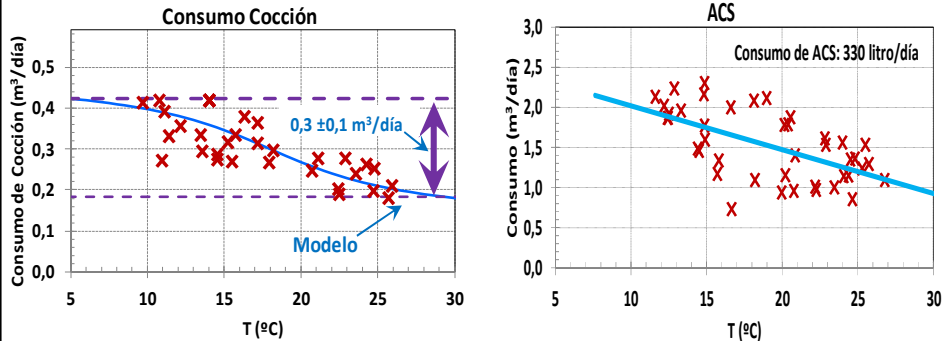 Consumo Cocción
Consumo de Cocción (m³/día)
0,5
0,4
0,3
0,2
0,1
0,0
0,3 ±0,1 m³/día
Modelo
5 10 15 20 25 30
T (ºC)
ACS
Consumo (m³/día)
3,0
2,5
2,0
1,5
1,0
0,5
0,0
Consumo de ACS: 330 litro/día
5 10 15 20 25 30
T (ºC)